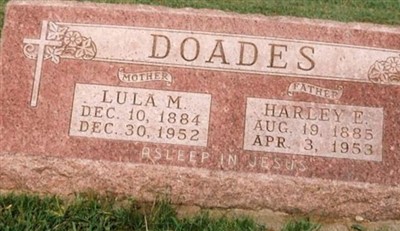 DOADES
MOTHER
LULA M.
DEC. 10, 1884
DEC. 30, 1952
FATHER
HARLEY E.
AUG. 19, 1885
APR. 3, 1953
ASLEEP IN JESUS